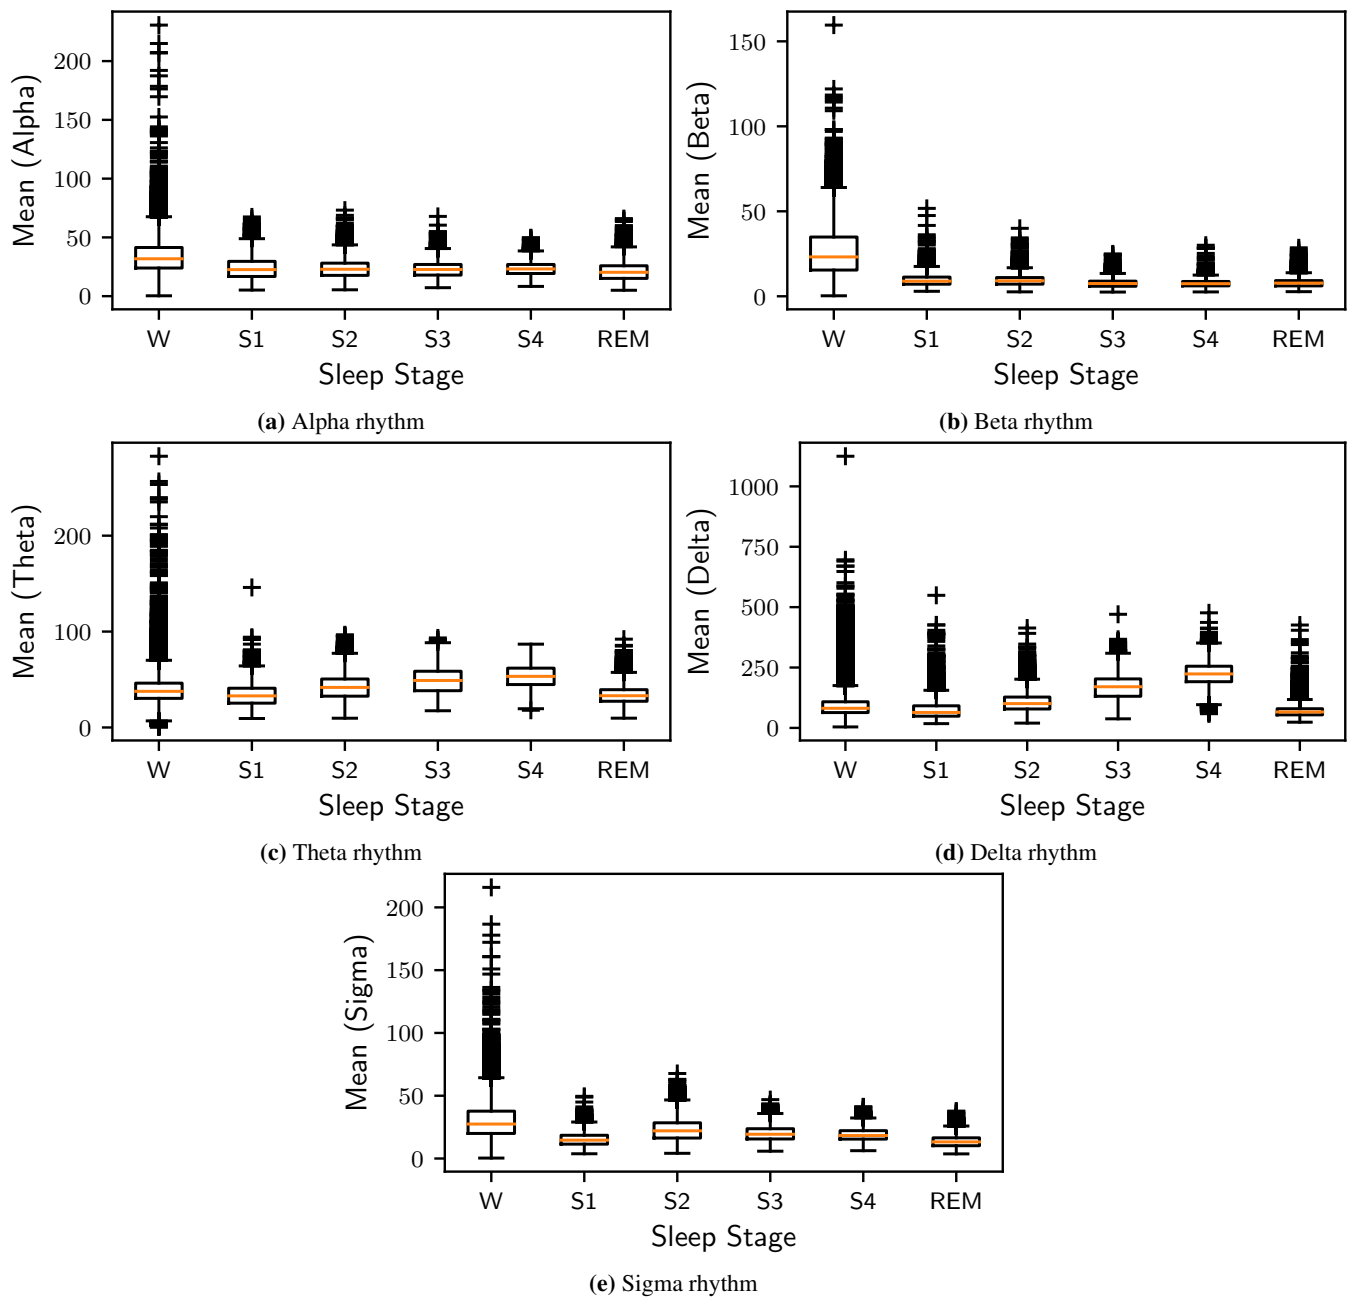 Mean (Alpha)
200
150
100
50
0
W S1 S2 S3 S4 REM
Sleep Stage
(a) Alpha rhythm
Mean (Beta)
150
100
50
0
W S1 S2 S3 S4 REM
Sleep Stage
(b) Beta rhythm
Mean (Theta)
200
100
0
W S1 S2 S3 S4 REM
Sleep Stage
(c) Theta rhythm
Mean (Delta)
1000
750
500
250
0
W S1 S2 S3 S4 REM
Sleep Stage
(d) Delta rhythm
Mean (Sigma)
200
150
100
50
0
W S1 S2 S3 S4 REM
Sleep Stage
(e) Sigma rhythm